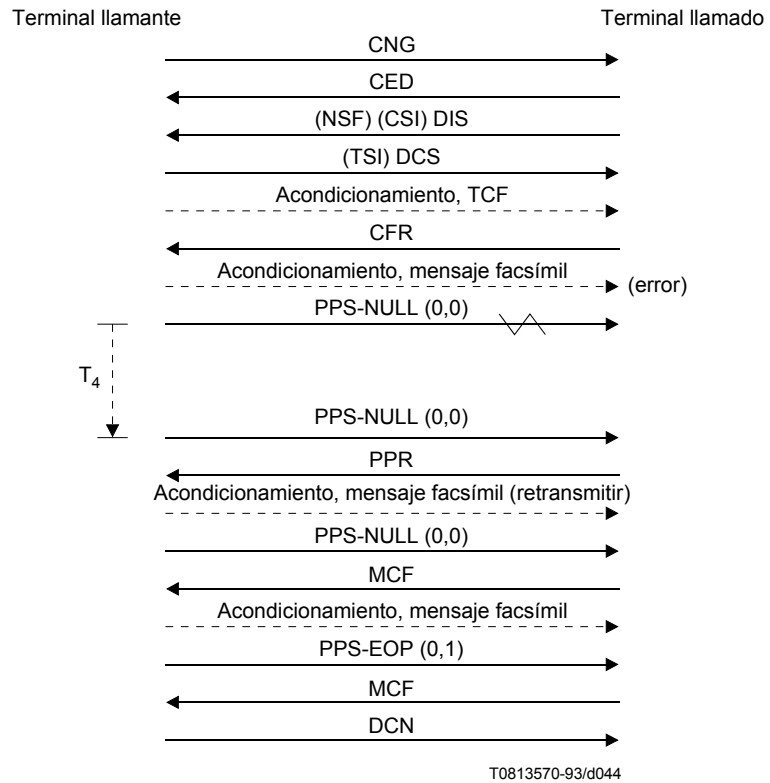 Terminal llamante
Terminal llamado
CNG
CED
(NSF) (CSI) DIS
(TSI) DCS
Acondicionamiento, TCF
CFR
Acondicionamiento, mensaje facsímil
(error)
PPS-NULL (0,0)
T4
PPS-NULL (0,0)
PPR
Acondicionamiento, mensaje facsímil (retransmitir)
PPS-NULL (0,0)
MCF
Acondicionamiento, mensaje facsímil
PPS-EOP (0,1)
MCF
DCN
T0813570-93/d044